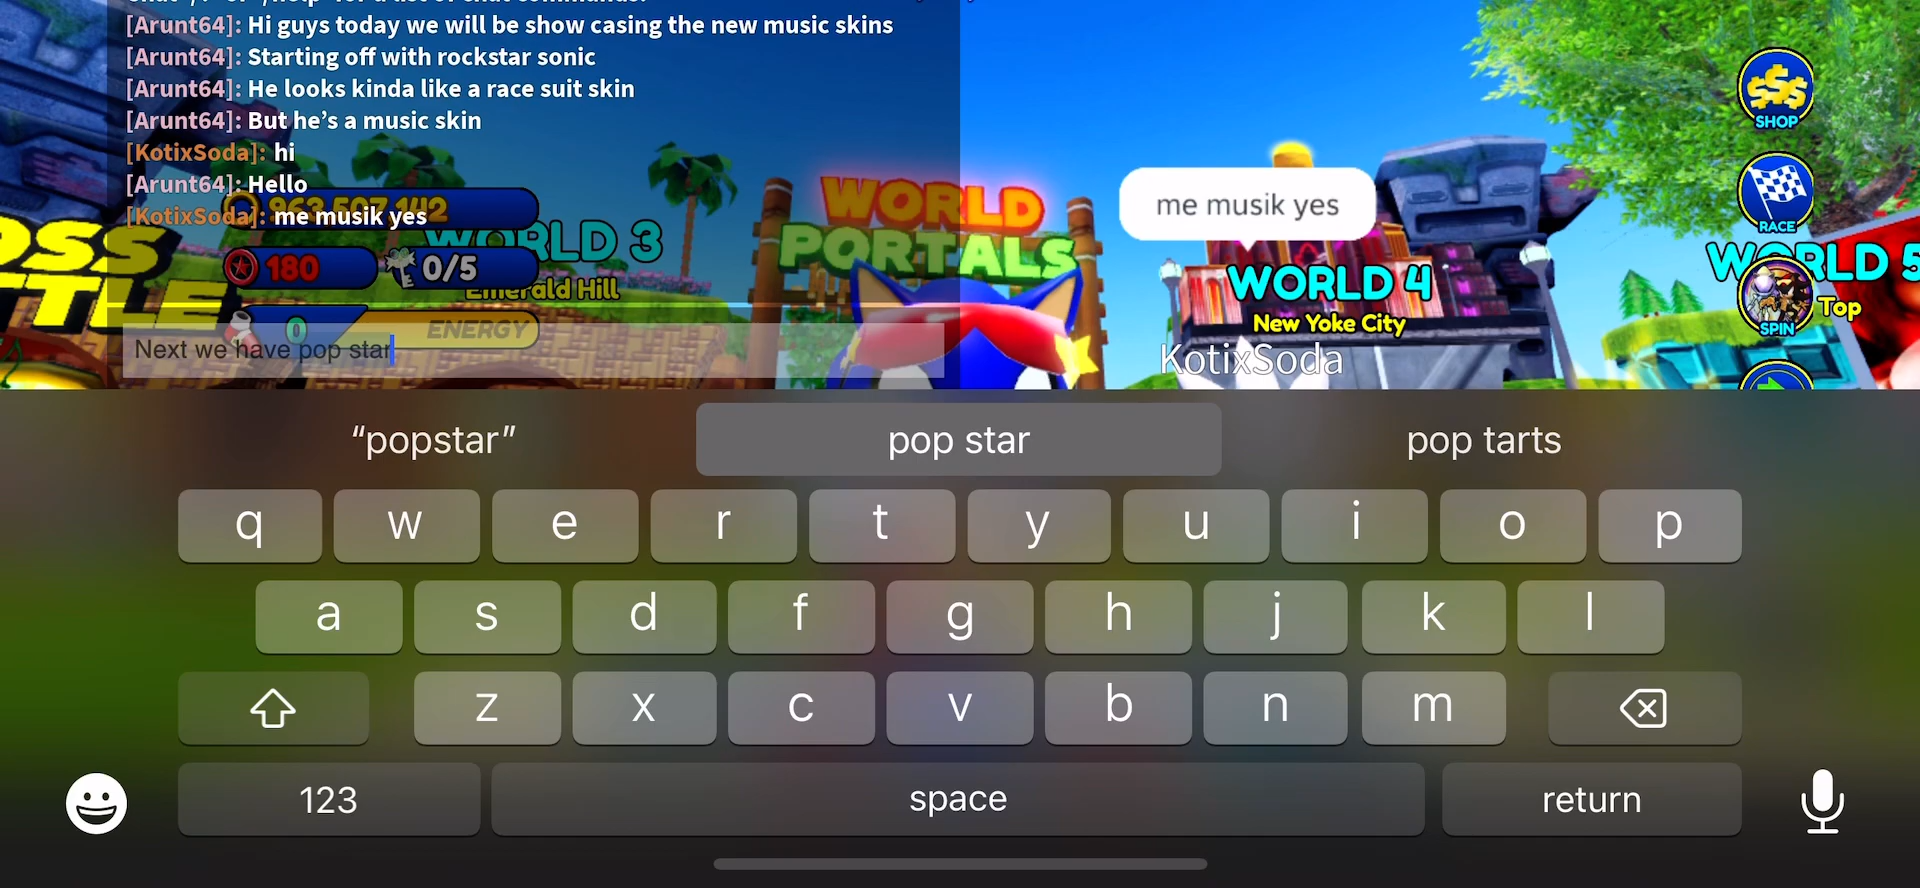 [Arunt64]: Hi guys today we will be show casing the new music skins
[Arunt64]: Starting off with rockstar sonic
[Arunt64]: He looks kinda like a race suit skin
[Arunt64]: But he’s a music skin
[KotixSoda]: hi
[Arunt64]: Hello
[KotixSoda]: me musik yes
963,507,142
180
0/5
0
ENERGY
WORLD 3
Emerald Hill
WORLD
PORTALS
me musik yes
WORLD 4
New Yoke City
KotixSoda
SHOP
RACE
WORLD 5
SPIN
Top
Next we have pop star
“popstar”
pop star
pop tarts
q w e r t y u i o p
a s d f g h j k l
z x c v b n m
123
space
return